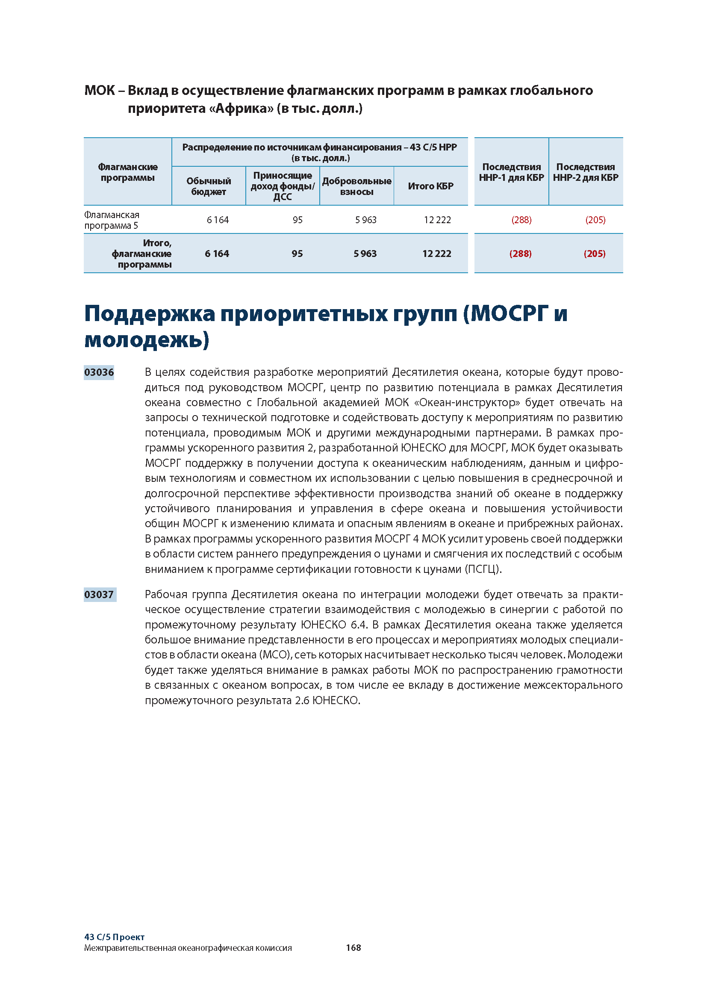 МОК – Вклад в осуществление флагманских программ в рамках глобального
приоритета «Африка» (в тыс. долл.)
Флагманские
программы
Распределение по источникам финансирования – 43 C/5 НРР
(в тыс. долл.)
Обычный
бюджет
Приносящие
доход фонды/
ДСС
Добровольные
взносы
Итого КБР
Последствия
ННР-1 для КБР
Последствия
ННР-2 для КБР
Флагманская
программа 5
6 164
95
5 963
12 222
(288)
(205)
Итого,
флагманские
программы
6 164
95
5 963
12 222
(288)
(205)
Поддержка приоритетных групп (МОСРГ и
молодежь)
03036
В целях содействия разработке мероприятий Десятилетия океана, которые будут прово-
диться под руководством МОСРГ, центр по развитию потенциала в рамках Десятилетия
океана совместно с Глобальной академией МОК «Океан-инструктор» будет отвечать на
запросы о технической подготовке и содействовать доступу к мероприятиям по развитию
потенциала, проводимым МОК и другими международными партнерами. В рамках про-
граммы ускоренного развития 2, разработанной ЮНЕСКО для МОСРГ, МОК будет оказывать
МОСРГ поддержку в получении доступа к океаническим наблюдениям, данным и цифро-
вым технологиям и совместном их использовании с целью повышения в среднесрочной и
долгосрочной перспективе эффективности производства знаний об океане в поддержку
устойчивого планирования и управления в сфере океана и повышения устойчивости
общин МОСРГ к изменению климата и опасным явлениям в океане и прибрежных районах.
В рамках программы ускоренного развития МОСРГ 4 МОК усилит уровень своей поддержки
в области систем раннего предупреждения о цунами и смягчения их последствий с особым
вниманием к программе сертификации готовности к цунами (ПСГЦ).
03037
Рабочая группа Десятилетия океана по интеграции молодежи будет отвечать за практи-
ческое осуществление стратегии взаимодействия с молодежью в синергии с работой по
промежуточному результату ЮНЕСКО 6.4. В рамках Десятилетия океана также уделяется
большое внимание представленности в его процессах и мероприятиях молодых специали-
стов в области океана (МСО), сеть которых насчитывает несколько тысяч человек. Молодежи
будет также уделяться внимание в рамках работы МОК по распространению грамотности
в связанных с океаном вопросах, в том числе ее вкладу в достижение межсекторального
промежуточного результата 2.6 ЮНЕСКО.
43 C/5 Проект
Межправительственная океанографическая комиссия
168